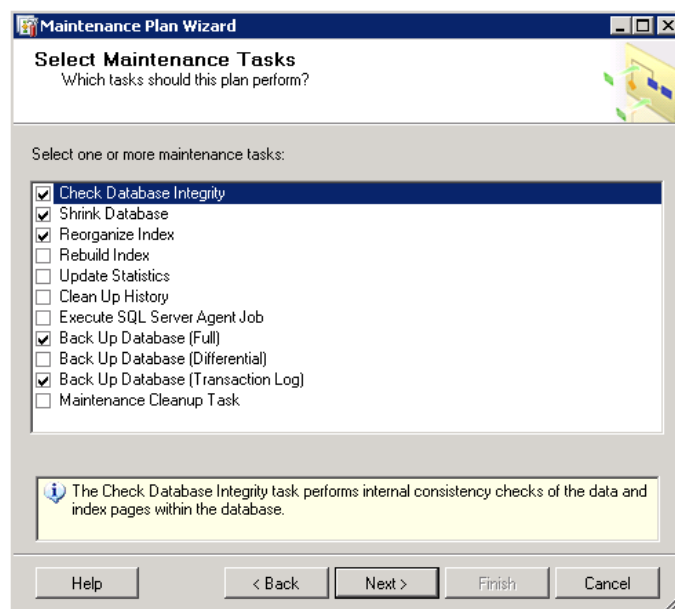 Maintenance Plan Wizard
Select Maintenance Tasks
Which tasks should this plan perform?
Select one or more maintenance tasks:
Check Database Integrity
Shrink Database
Reorganize Index
Rebuild Index
Update Statistics
Clean Up History
Execute SQL Server Agent Job
Back Up Database (Full)
Back Up Database (Differential)
Back Up Database (Transaction Log)
Maintenance Cleanup Task
The Check Database Integrity task performs internal consistency checks of the data and
index pages within the database.
Help
< Back
Next >
Finish
Cancel